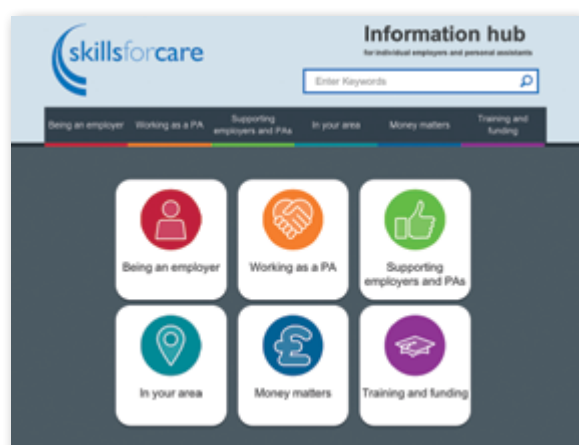 skillsforcare
Information hub
for individual employers and personal assistants
Enter Keywords
Being an employer
Working as a PA
Supporting
employers and PAs
In your area
Money matters
Training and
funding
Being an employer
Working as a PA
Supporting
employers and PAs
In your area
Money matters
Training and funding